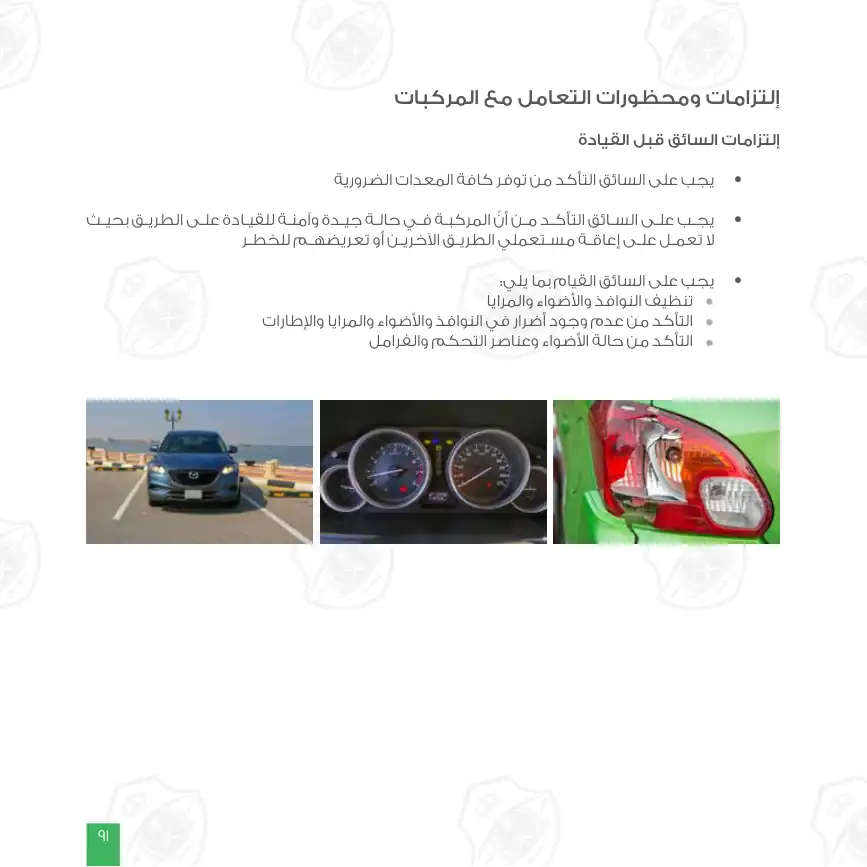 إلتزامات ومحظورات التعامل مع المركبات
إلتزامات السائق قبل القيادة
• يجب على السائق التأكد من توفر كافة المعدات الضرورية
• يجب على السائق التأكد من أنّ المركبة في حالة جيدة وآمنة للقيادة على الطريق بحيث
لا تعمل على إعاقة مستعملي الطريق الآخرين أو تعريضهم للخطر
• يجب على السائق القيام بما يلي:
• تنظيف النوافذ والأضواء والمرايا
• التأكد من عدم وجود أضرار في النوافذ والأضواء والمرايا والإطارات
• التأكد من حالة الأضواء وعناصر التحكم والفرامل
٩١